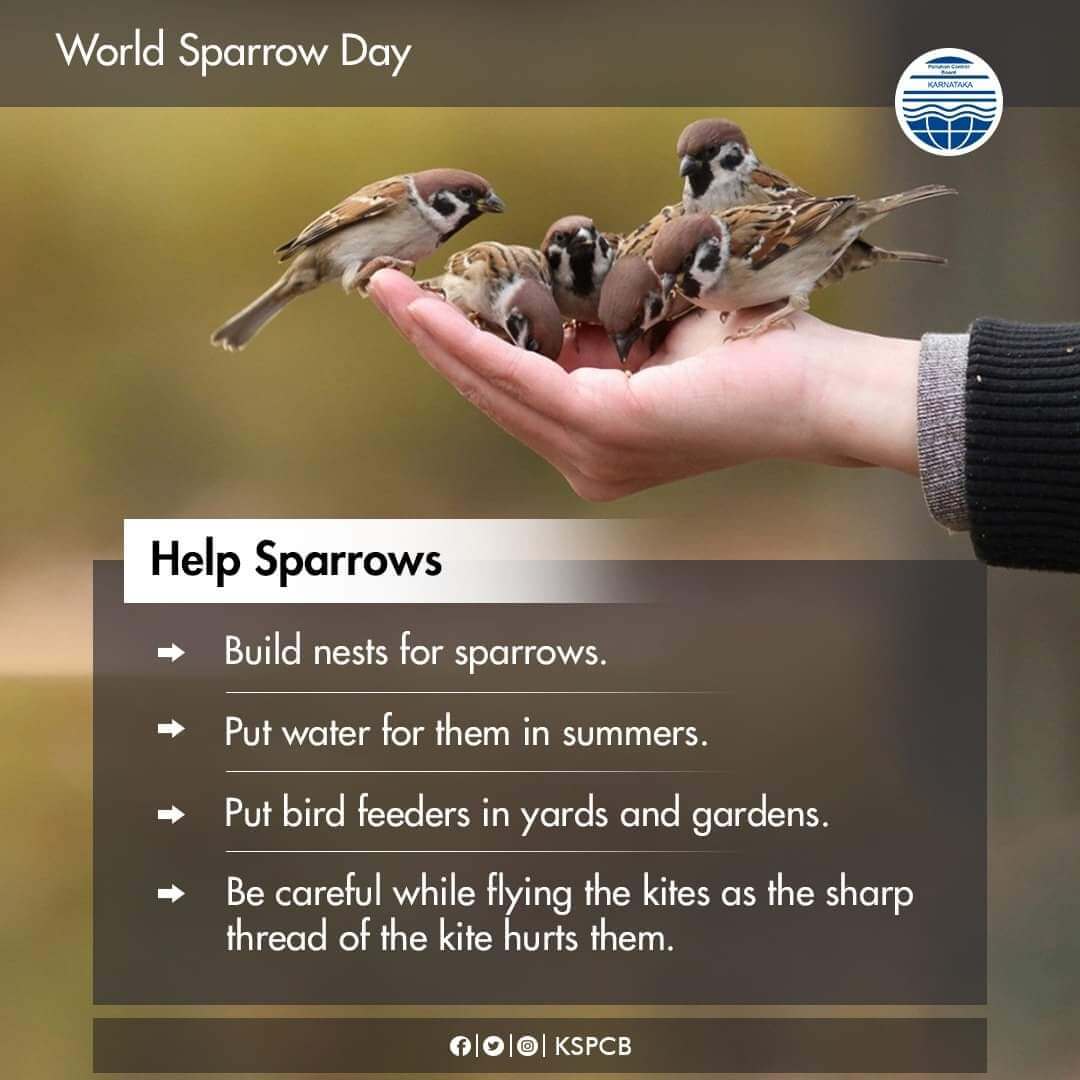 World Sparrow Day
Pollution Control
Board
KARNATAKA
Help Sparrows
Build nests for sparrows.
Put water for them in summers.
Put bird feeders in yards and gardens.
Be careful while flying the kites as the sharp
thread of the kite hurts them.
KSPCB